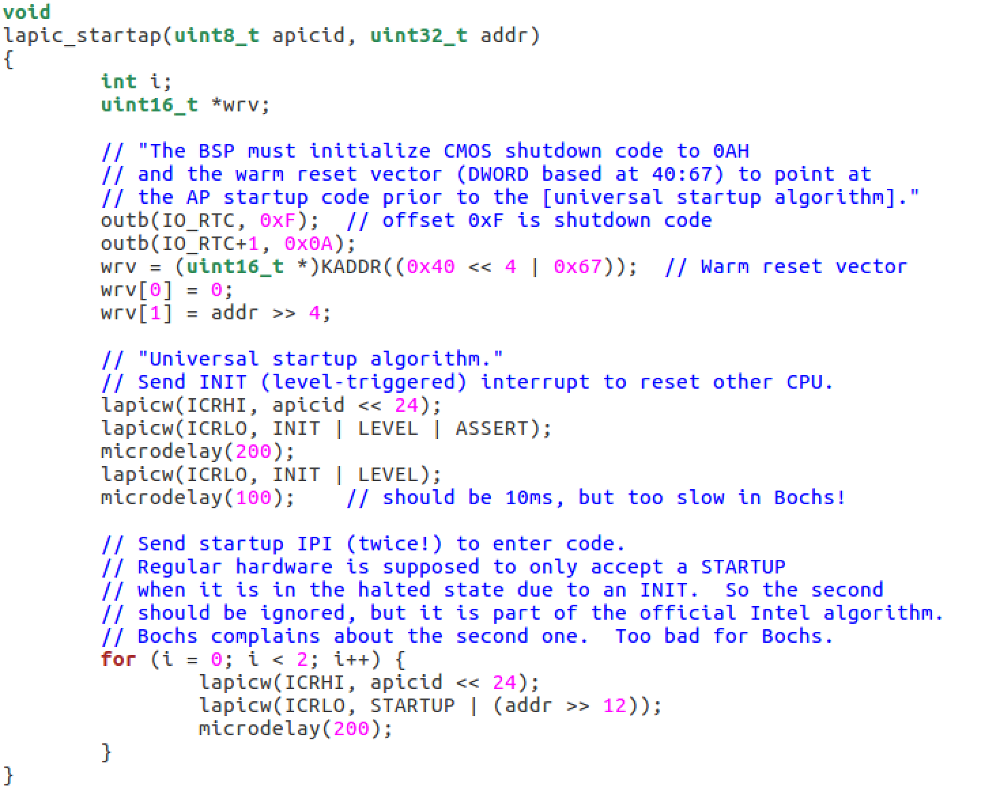 void
lapic_startap(uint8_t apicid, uint32_t addr)
{
        int i;
        uint16_t *wrv;

        // "The BSP must initialize CMOS shutdown code to 0AH
        // and the warm reset vector (DWORD based at 40:67) to point at
        // the AP startup code prior to the [universal startup algorithm]."
        outb(IO_RTC, 0xF);  // offset 0xF is shutdown code
        outb(IO_RTC+1, 0x0A);
        wrv = (uint16_t *)KADDR((0x40 << 4 | 0x67));  // Warm reset vector
        wrv[0] = 0;
        wrv[1] = addr >> 4;

        // "Universal startup algorithm."
        // Send INIT (level-triggered) interrupt to reset other CPU.
        lapicw(ICRHI, apicid << 24);
        lapicw(ICRLO, INIT | LEVEL | ASSERT);
        microdelay(200);
        lapicw(ICRLO, INIT | LEVEL);
        microdelay(100);    // should be 10ms, but too slow in Bochs!

        // Send startup IPI (twice!) to enter code.
        // Regular hardware is supposed to only accept a STARTUP
        // when it is in the halted state due to an INIT.  So the second
        // should be ignored, but it is part of the official Intel algorithm.
        // Bochs complains about the second one.  Too bad for Bochs.
        for (i = 0; i < 2; i++) {
                lapicw(ICRHI, apicid << 24);
                lapicw(ICRLO, STARTUP | (addr >> 12));
                microdelay(200);
        }
}